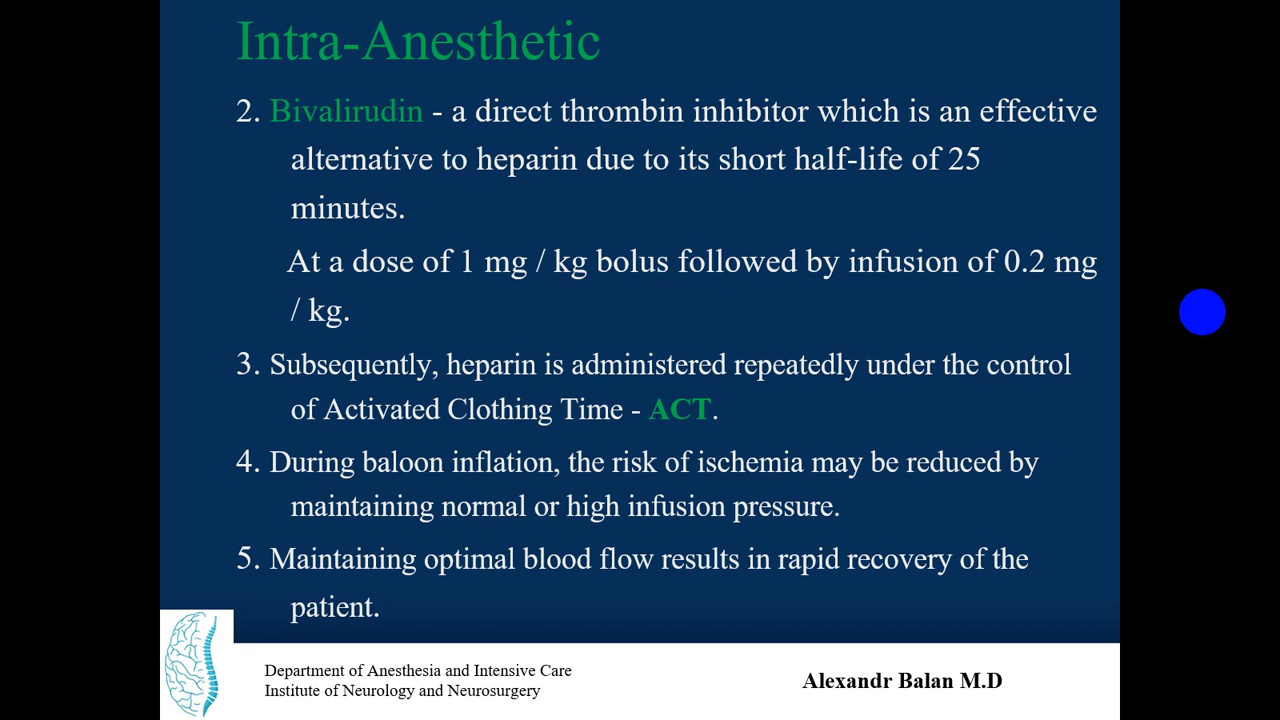 Intra-Anesthetic
2. Bivalirudin - a direct thrombin inhibitor which is an effective
alternative to heparin due to its short half-life of 25
minutes.
At a dose of 1 mg / kg bolus followed by infusion of 0.2 mg
/ kg.
3. Subsequently, heparin is administered repeatedly under the control
of Activated Clothing Time - ACT.
4. During baloon inflation, the risk of ischemia may be reduced by
maintaining normal or high infusion pressure.
5. Maintaining optimal blood flow results in rapid recovery of the
patient.
Department of Anesthesia and Intensive Care
Institute of Neurology and Neurosurgery
Alexandr Balan M.D